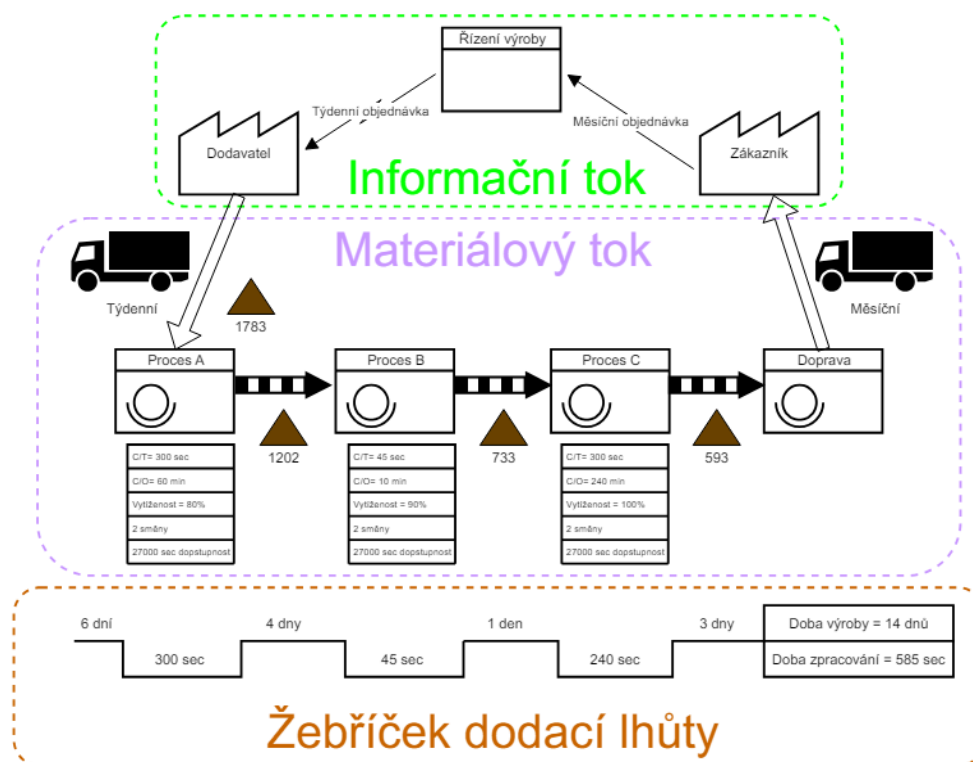 Řízení výroby
Týdenní objednávka
Měsíční objednávka
Dodavatel
Zákazník
Informační tok
Materiálový tok
Týdenní
Měsíční
1783
Proces A
Proces B
Proces C
Doprava
1202
733
593
C/T= 300 sec
C/O= 60 min
Vytíženost = 80%
2 směny
27000 sec dopstupnost
C/T= 45 sec
C/O= 10 min
Vytíženost = 90%
2 směny
27000 sec dopstupnost
C/T= 300 sec
C/O= 240 min
Vytíženost = 100%
2 směny
27000 sec dopstupnost
6 dní
4 dny
1 den
3 dny
Doba výroby = 14 dnů
300 sec
45 sec
240 sec
Doba zpracování = 585 sec
Žebříček dodací lhůty